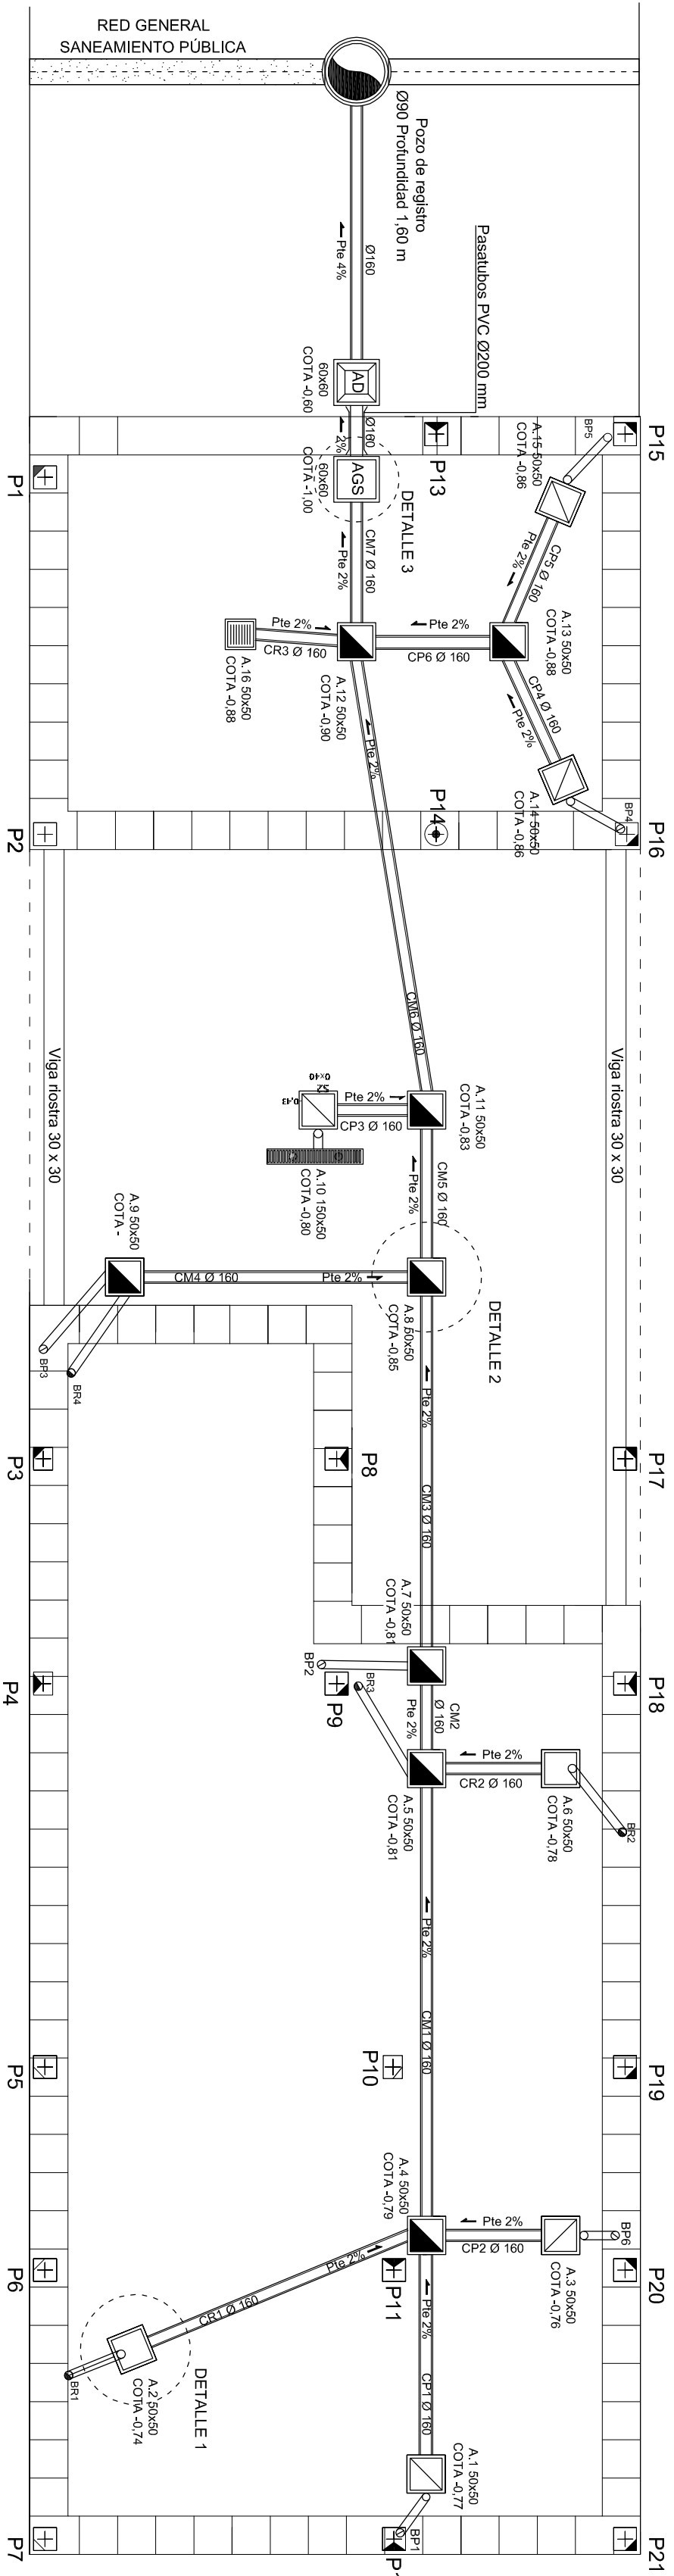 RED GENERAL
SANEAMIENTO PÚBLICA
Pozo de registro
Ø90 Profundidad 1,60 m
Pasatubos PVC Ø200 mm
Ø160
Pte 4%
AD
60x60
COTA -0,60
Ø160
2%
AGS
60x60
COTA -1,00
DETALLE 3
P1
P13
P15
BP5
A.15 50x50
COTA -0,86
CP5 Ø 160
Pte 2%
CM7 Ø 160
Pte 2%
A.13 50x50
COTA -0,88
Pte 2%
CP6 Ø 160
Pte 2%
CR3 Ø 160
A.16 50x50
COTA -0,88
A.12 50x50
COTA -0,90
CP4 Ø 160
Pte 2%
A.14 50x50
COTA -0,86
BP4
Pte 2%
P2
P14
P16
CM6 Ø 160
Viga riostra 30 x 30
Viga riostra 30 x 30
A.11 50x50
COTA -0,83
Pte 2%
CP3 Ø 160
A.10 150x50
COTA -0,80
CM5 Ø 160
Pte 2%
A.9 50x50
COTA -
CM4 Ø 160
Pte 2%
A.8 50x50
COTA -0,85
DETALLE 2
BP3
BR4
Pte 2%
P3
P8
P17
CM3 Ø 160
A.7 50x50
COTA -0,81
BP2
BR3
P4
P9
P18
CM2
Ø 160
Pte 2%
Pte 2%
CR2 Ø 160
A.5 50x50
COTA -0,81
A.6 50x50
COTA -0,78
BR2
Pte 2%
CM1 Ø 160
P5
P10
P19
A.4 50x50
COTA -0,79
Pte 2%
CP2 Ø 160
A.3 50x50
COTA -0,76
BP6
P6
P11
P20
Pte 2%
CR1 Ø 160
Pte 2%
CP1 Ø 160
A.2 50x50
COTA -0,74
BR1
DETALLE 1
A.1 50x50
COTA -0,77
BP1
P7
P21